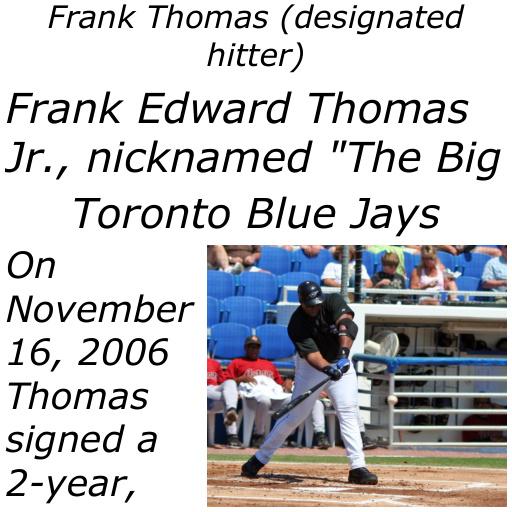 Frank Thomas (designated
hitter)
Frank Edward Thomas
Jr., nicknamed "The Big
Toronto Blue Jays
On
November
16, 2006
Thomas
signed a
2-year,